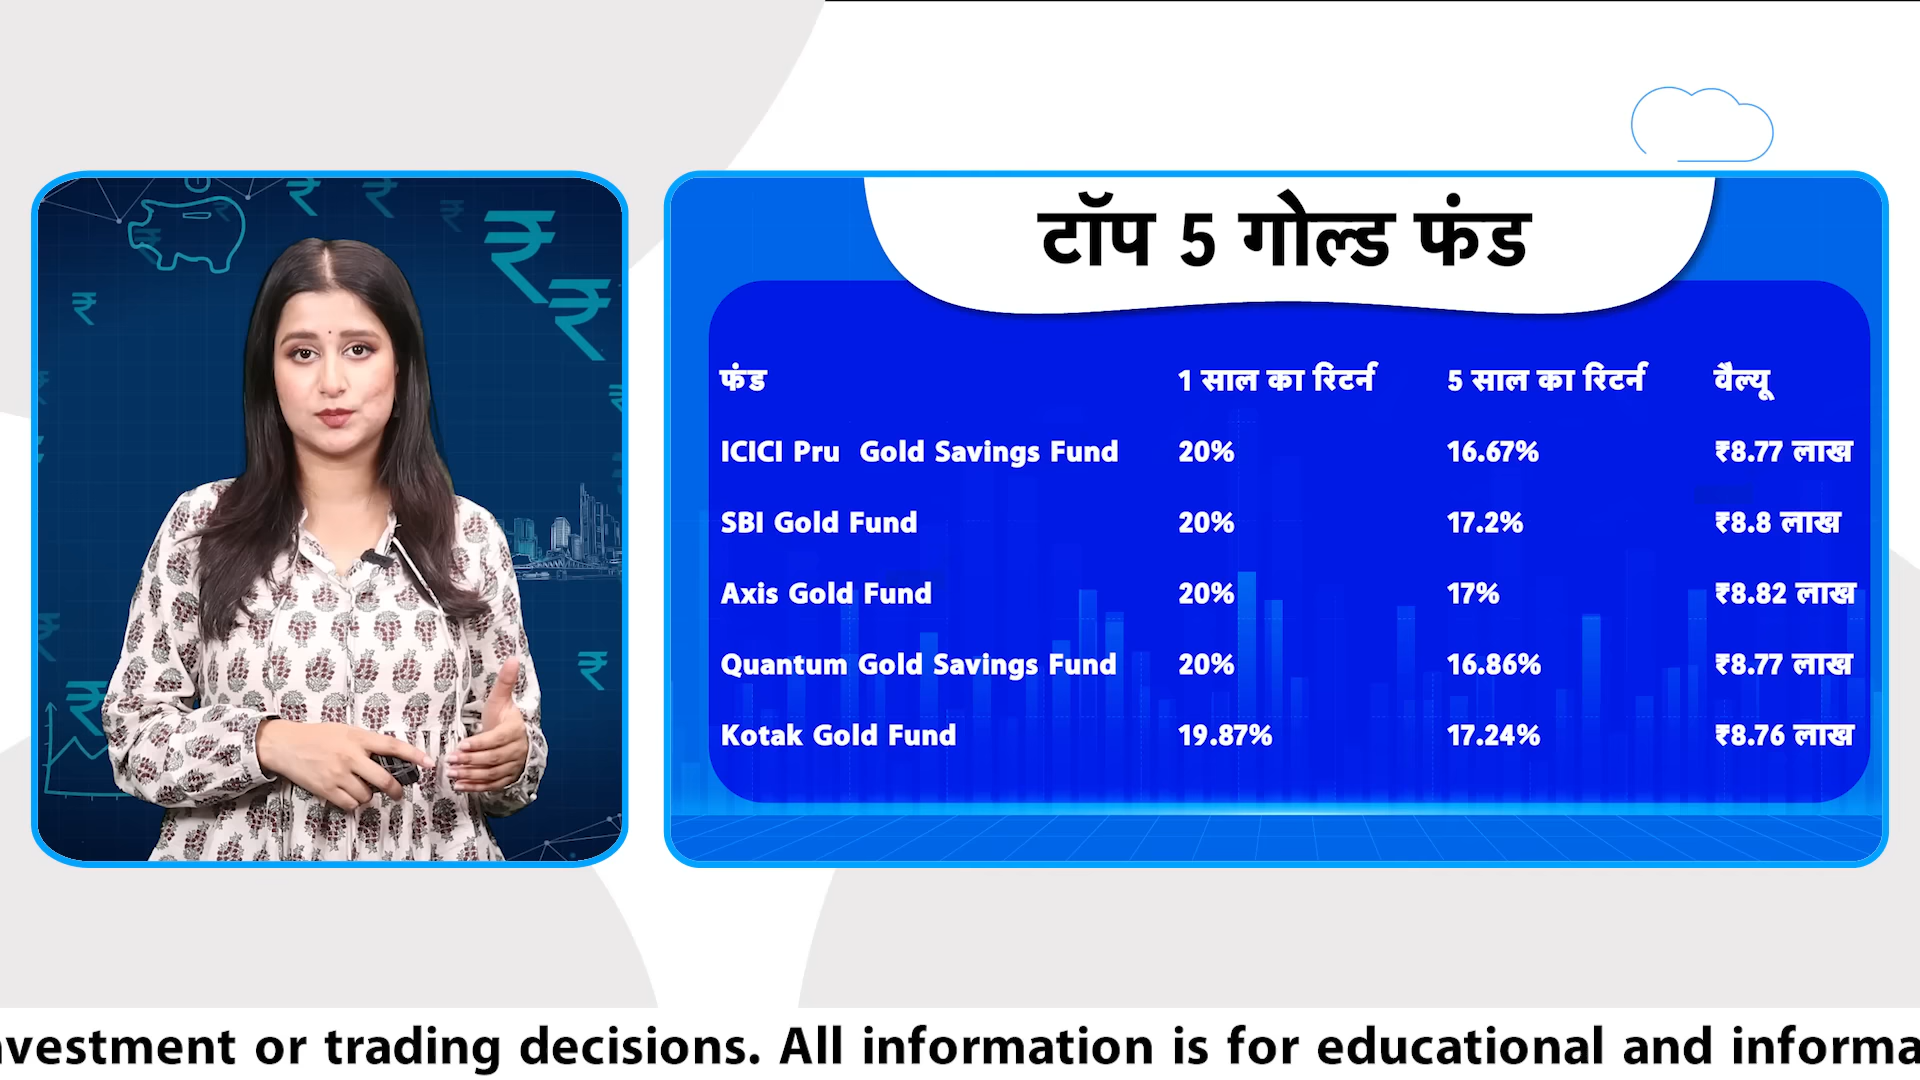 टॉप 5 गोल्ड फंड
फंड 1 साल का रिटर्न 5 साल का रिटर्न वैल्यू
ICICI Pru Gold Savings Fund 20% 16.67% ₹8.77 लाख
SBI Gold Fund 20% 17.2% ₹8.8 लाख
Axis Gold Fund 20% 17% ₹8.82 लाख
Quantum Gold Savings Fund 20% 16.86% ₹8.77 लाख
Kotak Gold Fund 19.87% 17.24% ₹8.76 लाख
nvestment or trading decisions. All information is for educational and informa